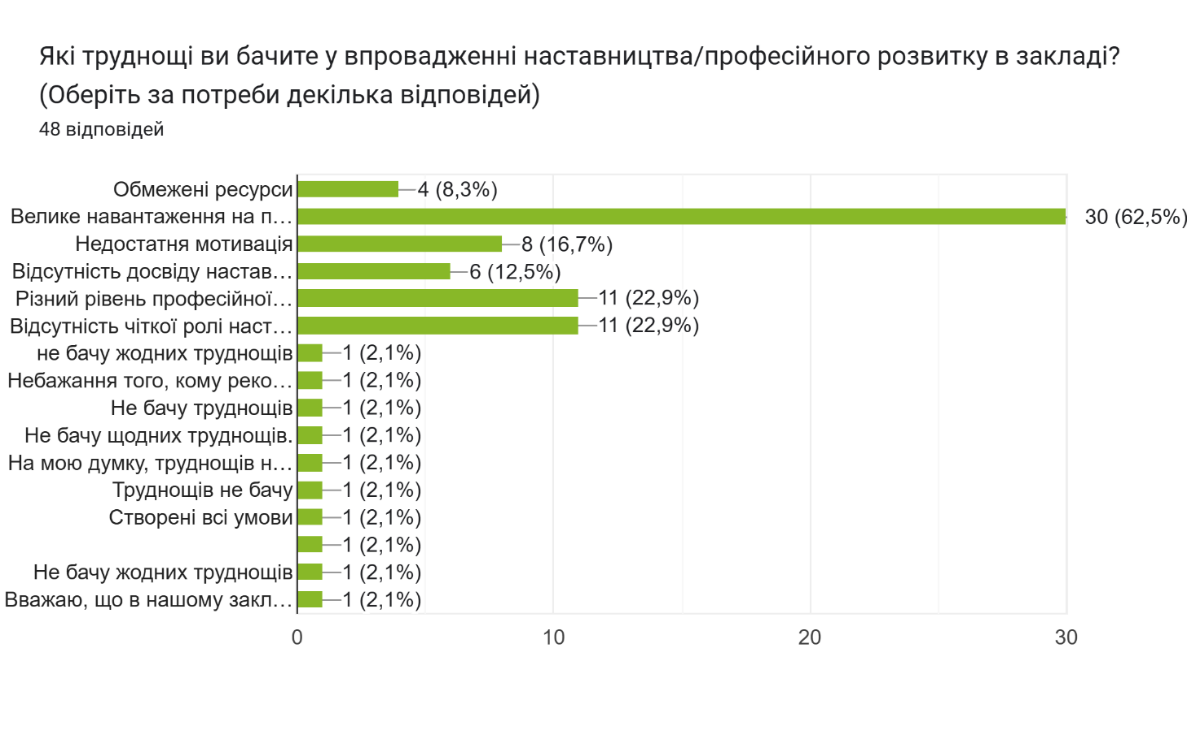 Які труднощі ви бачите у впровадженні наставництва/професійного розвитку в закладі?
(Оберіть за потреби декілька відповідей)
48 відповідей
Обмежені ресурси 4 (8,3%)
Велике навантаження на п… 30 (62,5%)
Недостатня мотивація 8 (16,7%)
Відсутність досвіду настав… 6 (12,5%)
Різний рівень професійної… 11 (22,9%)
Відсутність чіткої ролі наст… 11 (22,9%)
не бачу жодних труднощів 1 (2,1%)
Небажання того, кому реко… 1 (2,1%)
Не бачу труднощів 1 (2,1%)
Не бачу щодних труднощів. 1 (2,1%)
На мою думку, труднощів н… 1 (2,1%)
Труднощів не бачу 1 (2,1%)
Створені всі умови 1 (2,1%)
1 (2,1%)
Не бачу жодних труднощів 1 (2,1%)
Вважаю, що в нашому закл… 1 (2,1%)
0 10 20 30